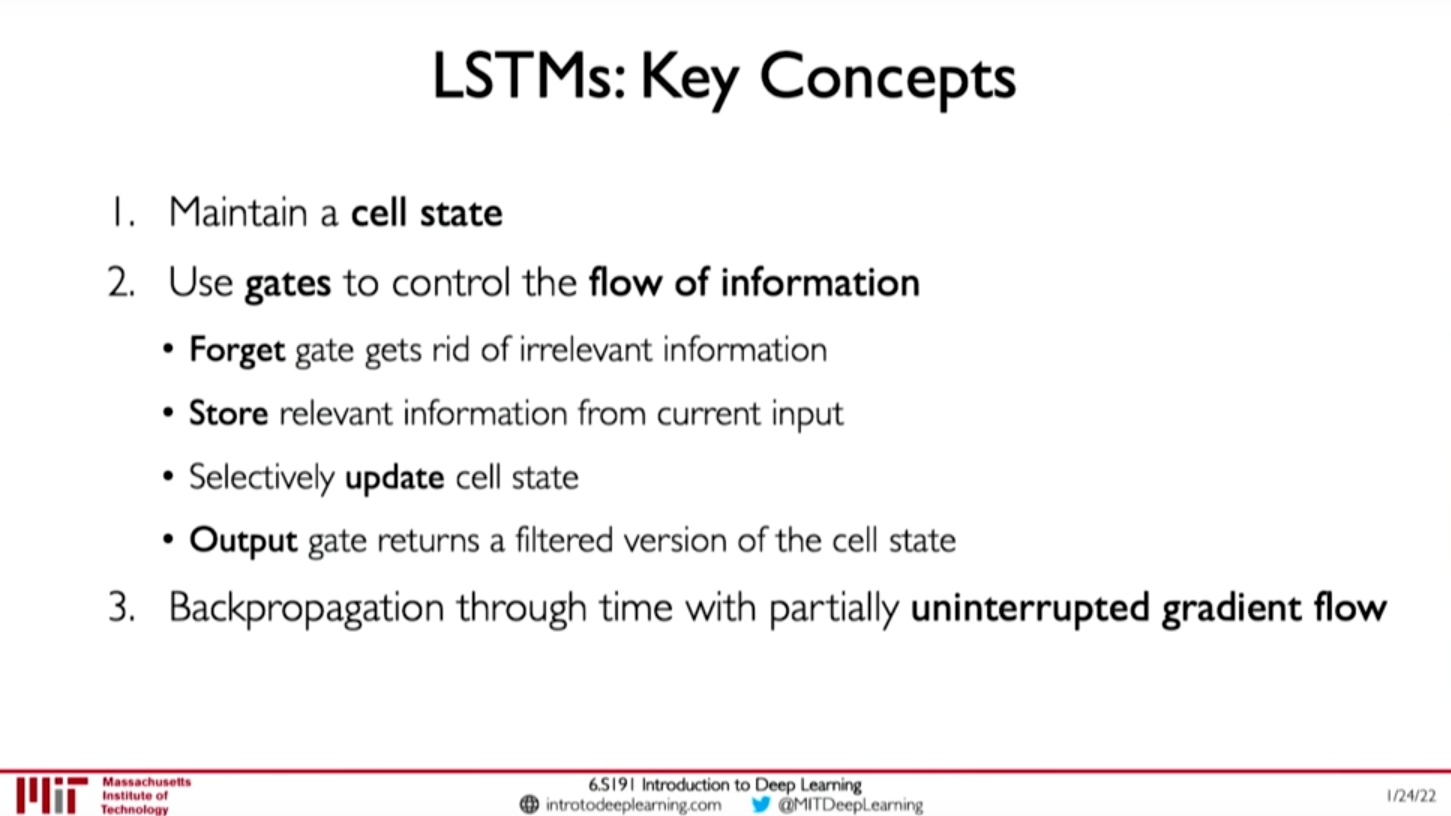 LSTMs: Key Concepts
1. Maintain a cell state
2. Use gates to control the flow of information
• Forget gate gets rid of irrelevant information
• Store relevant information from current input
• Selectively update cell state
• Output gate returns a filtered version of the cell state
3. Backpropagation through time with partially uninterrupted gradient flow
MIT
Massachusetts
Institute of
Technology
6.S191 Introduction to Deep Learning
introtodeeplearning.com @MITDeepLearning
1/24/22